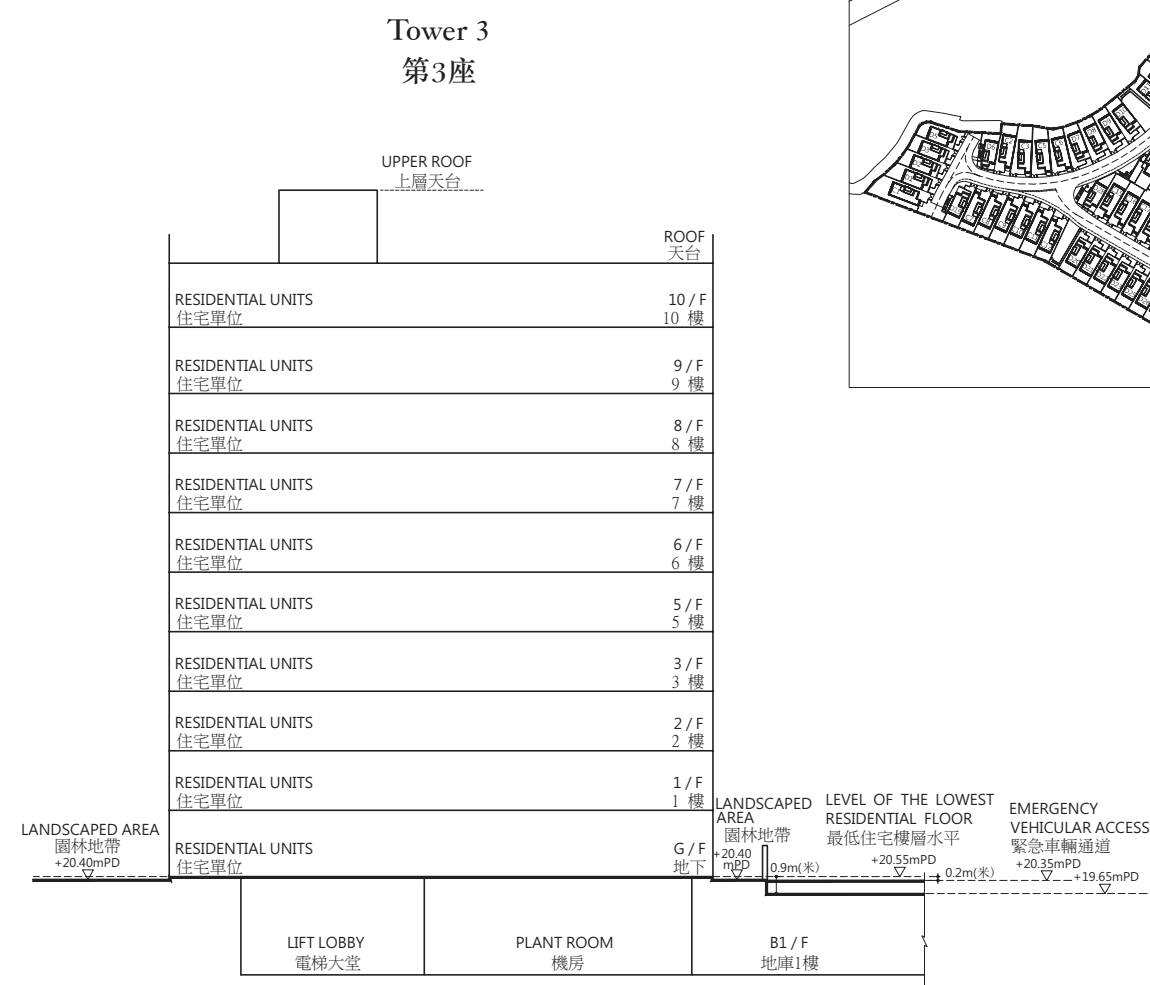 Tower 3
第3座
UPPER ROOF
上層天台
ROOF
天台
RESIDENTIAL UNITS 10 / F
住宅單位 10 樓
RESIDENTIAL UNITS 9 / F
住宅單位 9 樓
RESIDENTIAL UNITS 8 / F
住宅單位 8 樓
RESIDENTIAL UNITS 7 / F
住宅單位 7 樓
RESIDENTIAL UNITS 6 / F
住宅單位 6 樓
RESIDENTIAL UNITS 5 / F
住宅單位 5 樓
RESIDENTIAL UNITS 3 / F
住宅單位 3 樓
RESIDENTIAL UNITS 2 / F
住宅單位 2 樓
RESIDENTIAL UNITS 1 / F
住宅單位 1 樓
RESIDENTIAL UNITS G / F
住宅單位 地下
LANDSCAPED AREA
園林地帶
+20.40mPD
LANDSCAPED
AREA
園林地帶
+20.40
mPD
0.9m(米)
LEVEL OF THE LOWEST
RESIDENTIAL FLOOR
最低住宅樓層水平
+20.55mPD
0.2m(米)
EMERGENCY
VEHICULAR ACCESS
緊急車輛通道
+20.35mPD
+19.65mPD
LIFT LOBBY
電梯大堂
PLANT ROOM
機房
B1 / F
地庫1樓